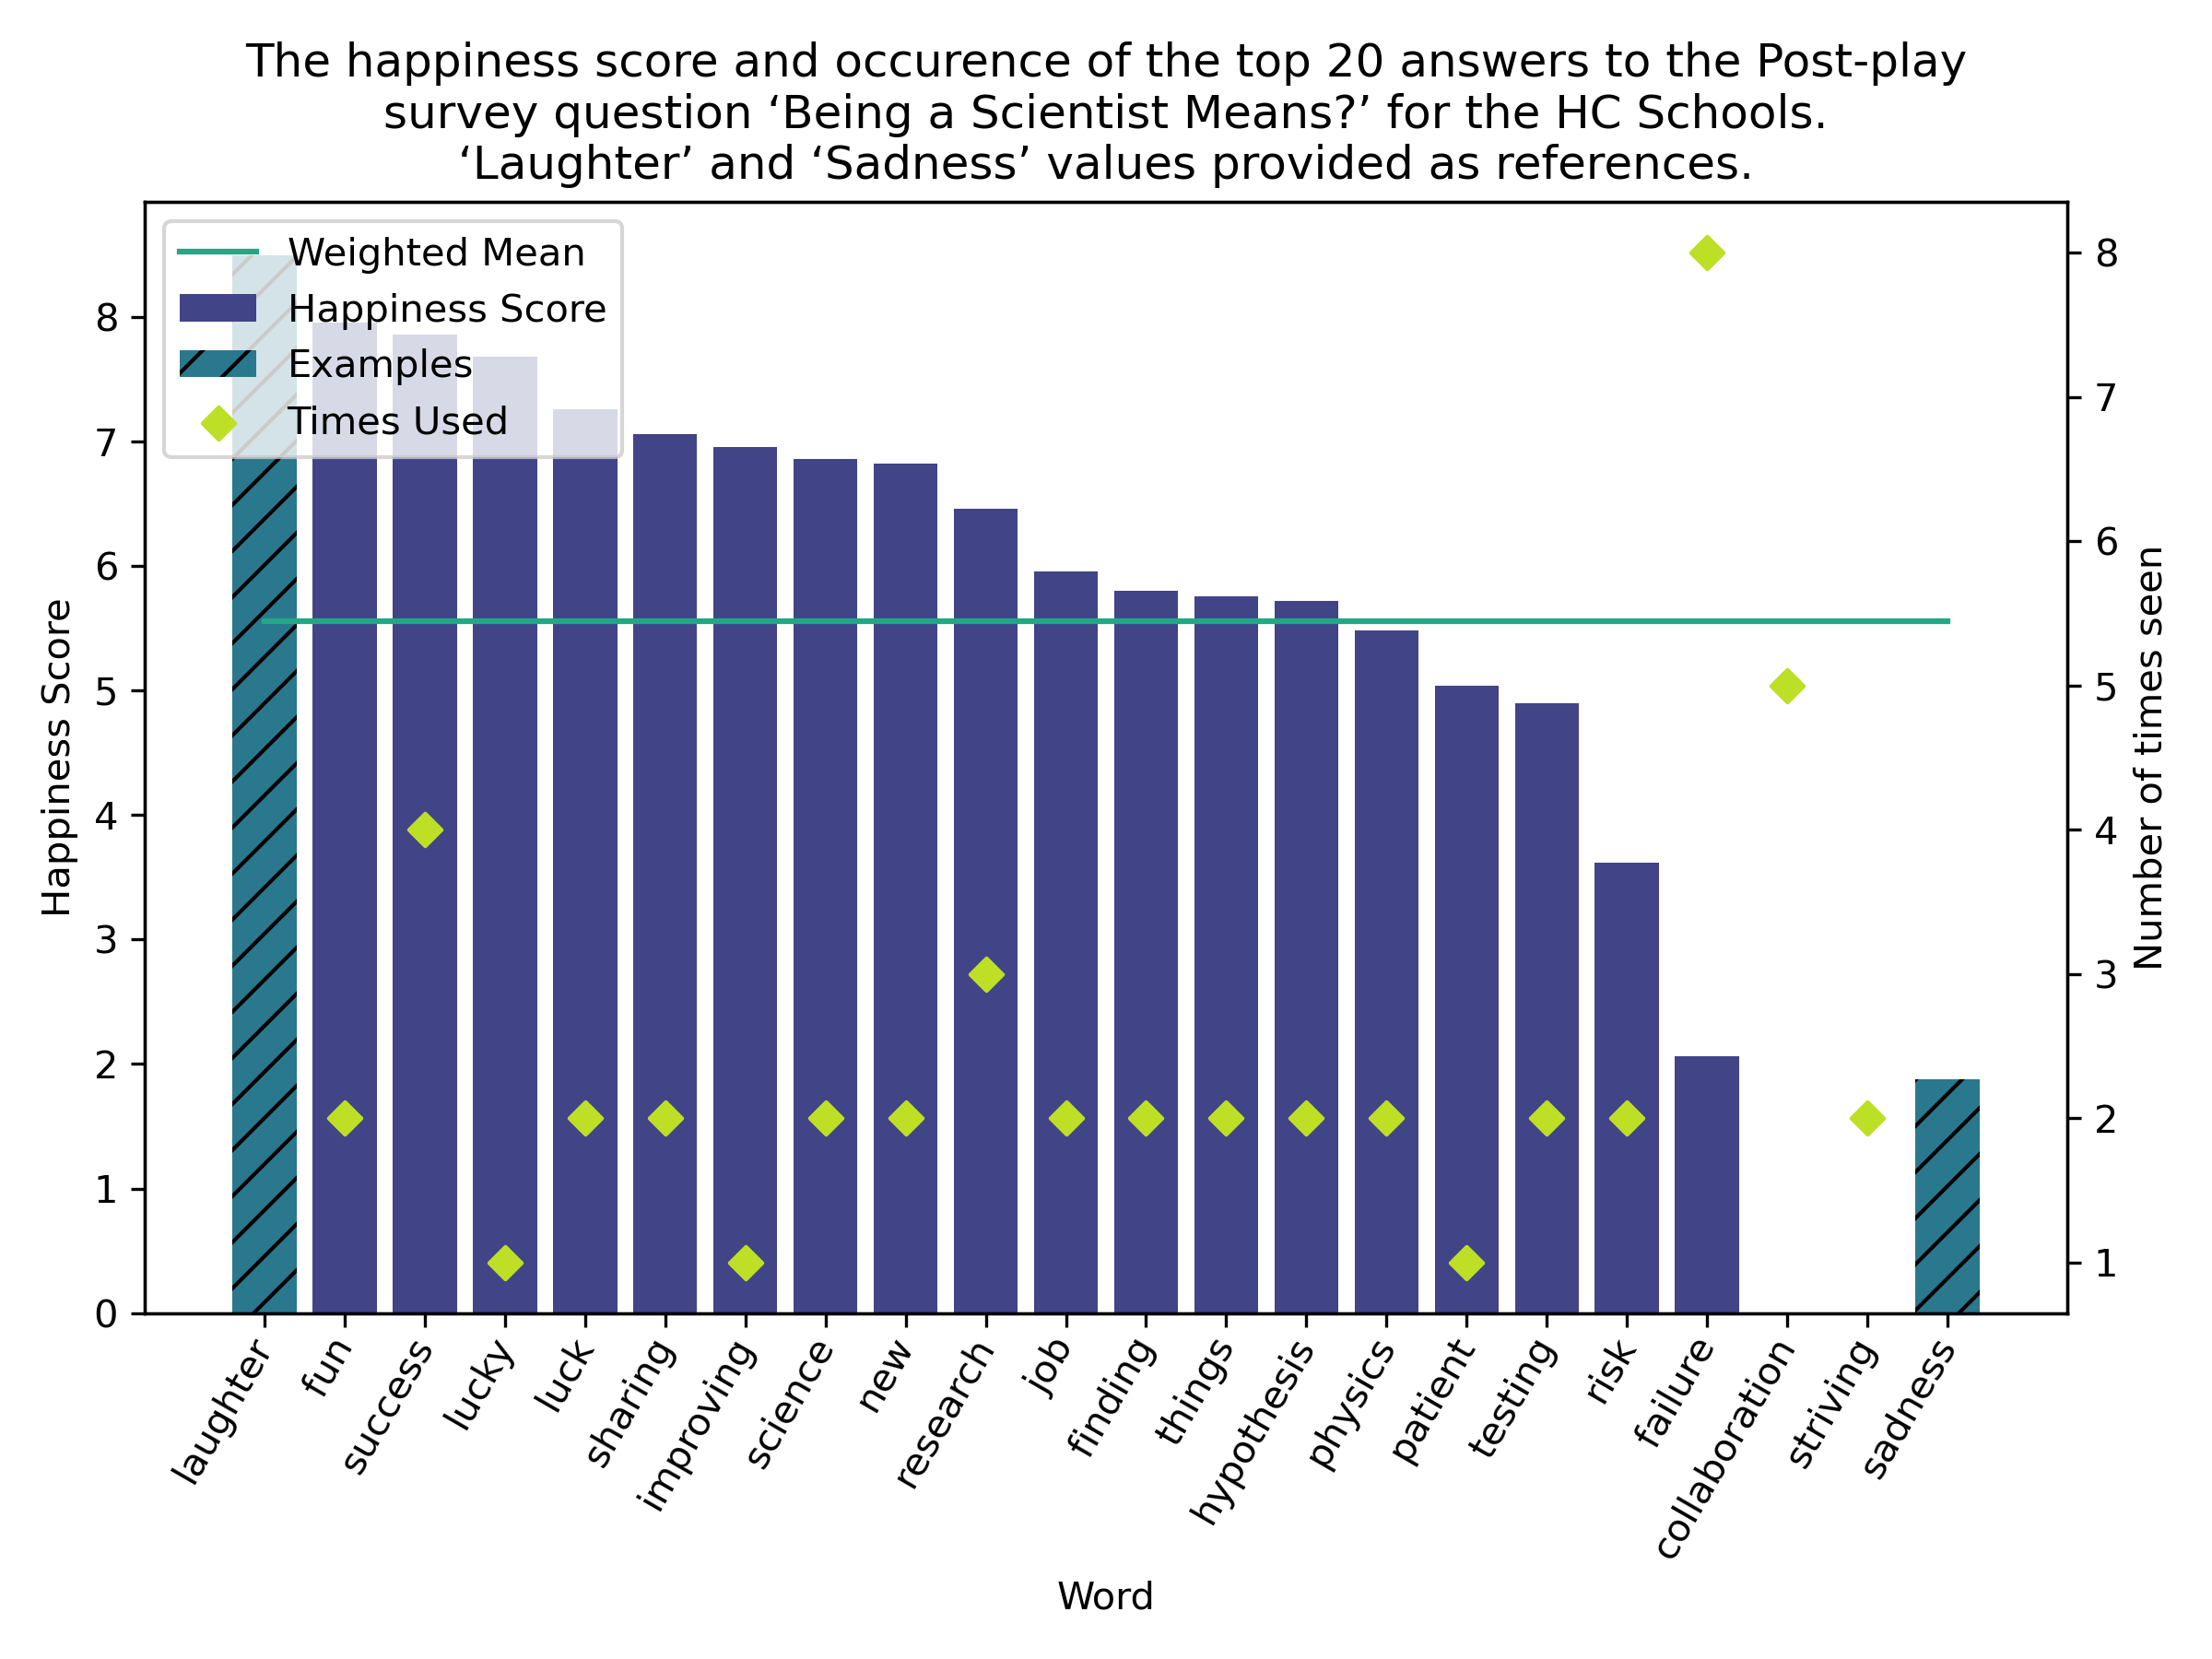 The happiness score and occurence of the top 20 answers to the Post-play
survey question ‘Being a Scientist Means?’ for the HC Schools.
‘Laughter’ and ‘Sadness’ values provided as references.
Weighted Mean
Happiness Score
Examples
Times Used
Happiness Score
8
7
6
5
4
3
2
1
0
8
7
6
5
4
3
2
1
Number of times seen
laughter
fun
success
lucky
luck
sharing
improving
science
new
research
job
finding
things
hypothesis
physics
patient
testing
risk
failure
collaboration
striving
sadness
Word